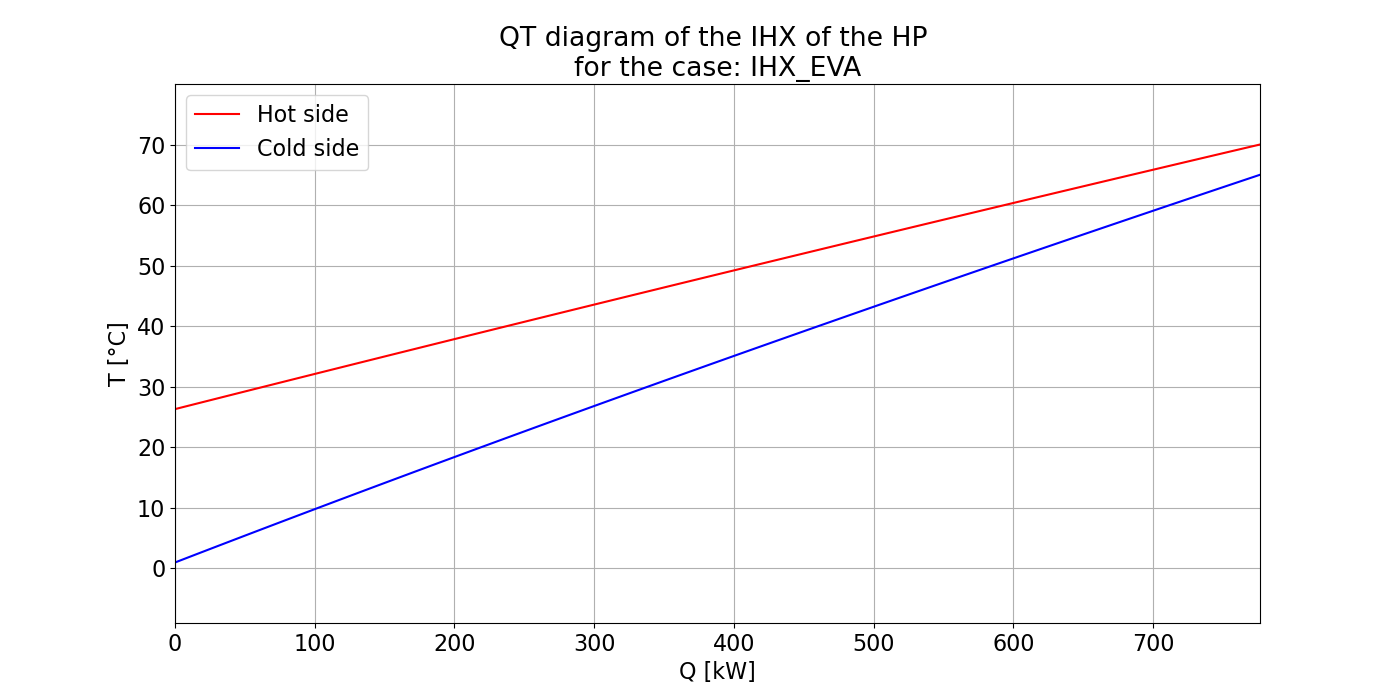 QT diagram of the IHX of the HP
for the case: IHX_EVA
Hot side
Cold side
T [°C]
70
60
50
40
30
20
10
0
0 100 200 300 400 500 600 700
Q [kW]